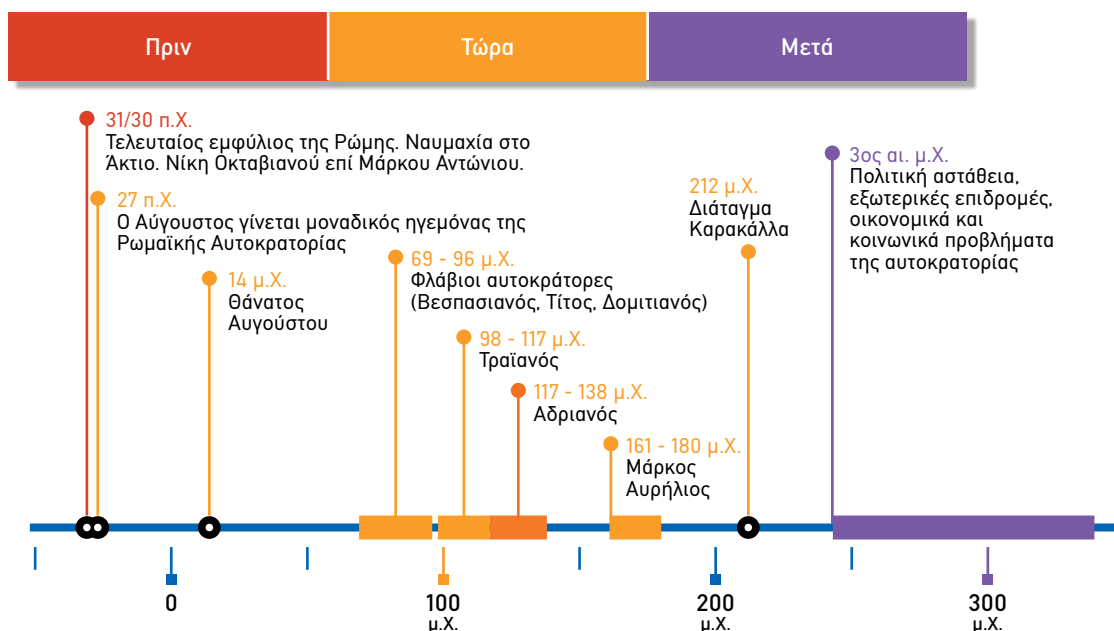 Πριν
Τώρα
Μετά
31/30 π.Χ.
Τελευταίος εμφύλιος της Ρώμης. Ναυμαχία στο
Άκτιο. Νίκη Οκταβιανού επί Μάρκου Αντώνιου.
27 π.Χ.
Ο Αύγουστος γίνεται μοναδικός ηγεμόνας της
Ρωμαϊκής Αυτοκρατορίας
14 μ.Χ.
Θάνατος
Αυγούστου
69 - 96 μ.Χ.
Φλάβιοι αυτοκράτορες
(Βεσπασιανός, Τίτος, Δομιτιανός)
98 - 117 μ.Χ.
Τραϊανός
117 - 138 μ.Χ.
Αδριανός
161 - 180 μ.Χ.
Μάρκος
Αυρήλιος
212 μ.Χ.
Διάταγμα
Καρακάλλα
3ος αι. μ.Χ.
Πολιτική αστάθεια,
εξωτερικές επιδρομές,
οικονομικά και
κοινωνικά προβλήματα
της αυτοκρατορίας
0
100
μ.Χ.
200
μ.Χ.
300
μ.Χ.